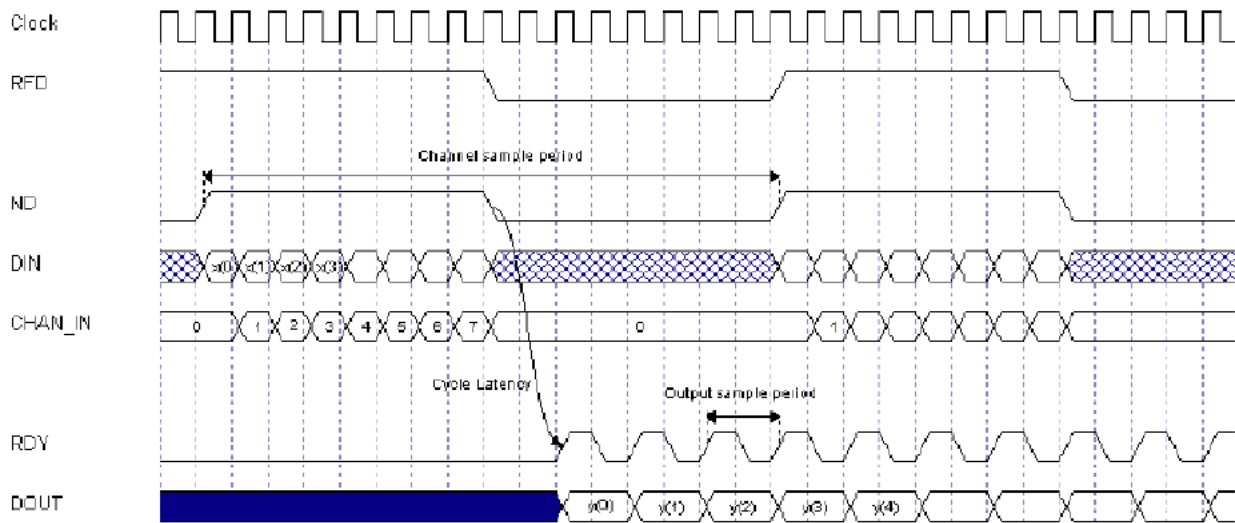 Clock
RFD
Channel sample period
ND
DIN
x(0) x(1) x(2) x(3)
CHAN_IN
0 1 2 3 4 5 6 7 0 1
Cycle Latency
Output sample period
RDY
DOUT
y(0) y(1) y(2) y(3) y(4)